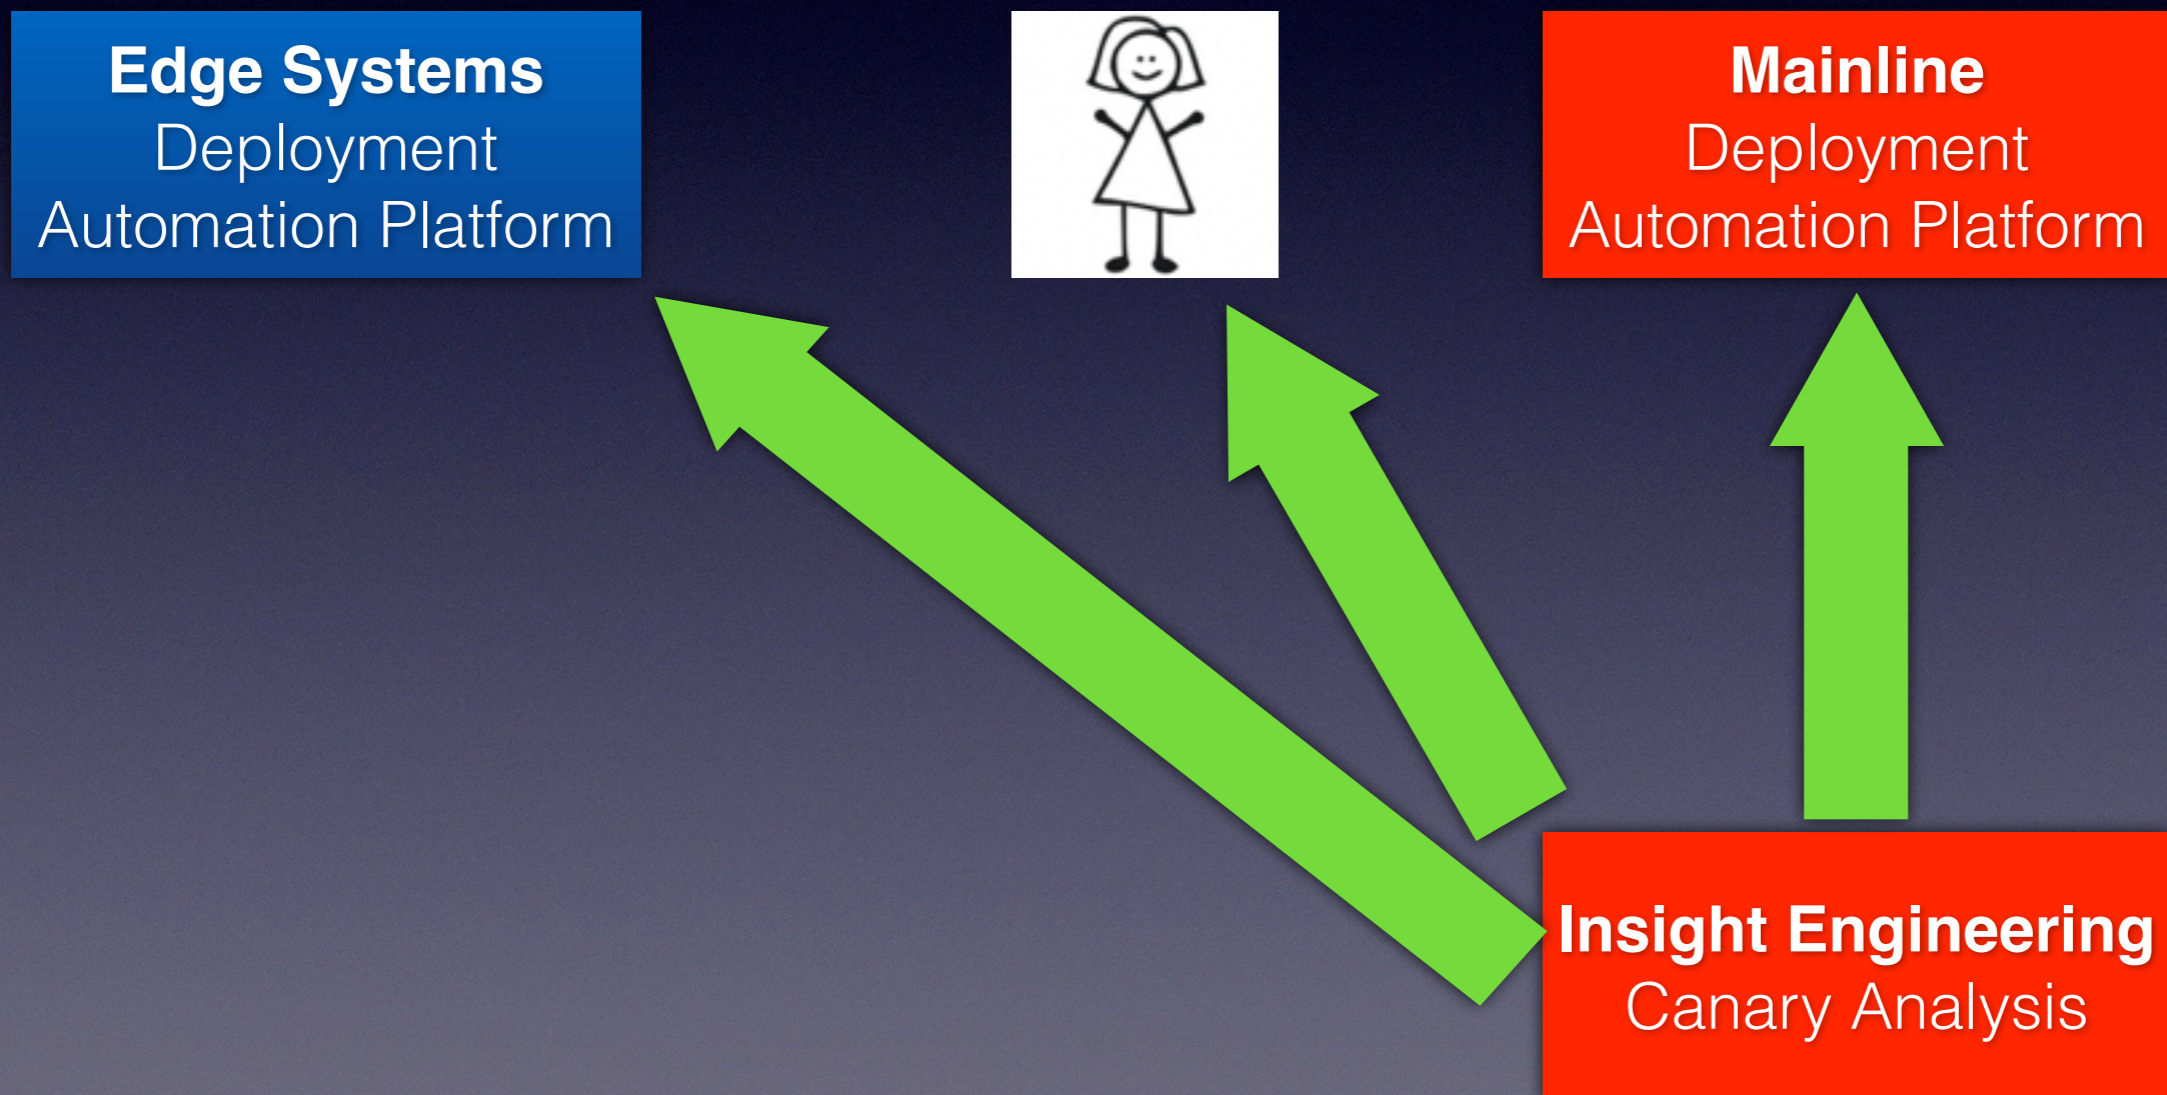 Edge Systems
Deployment
Automation Platform
Mainline
Deployment
Automation Platform
Insight Engineering
Canary Analysis